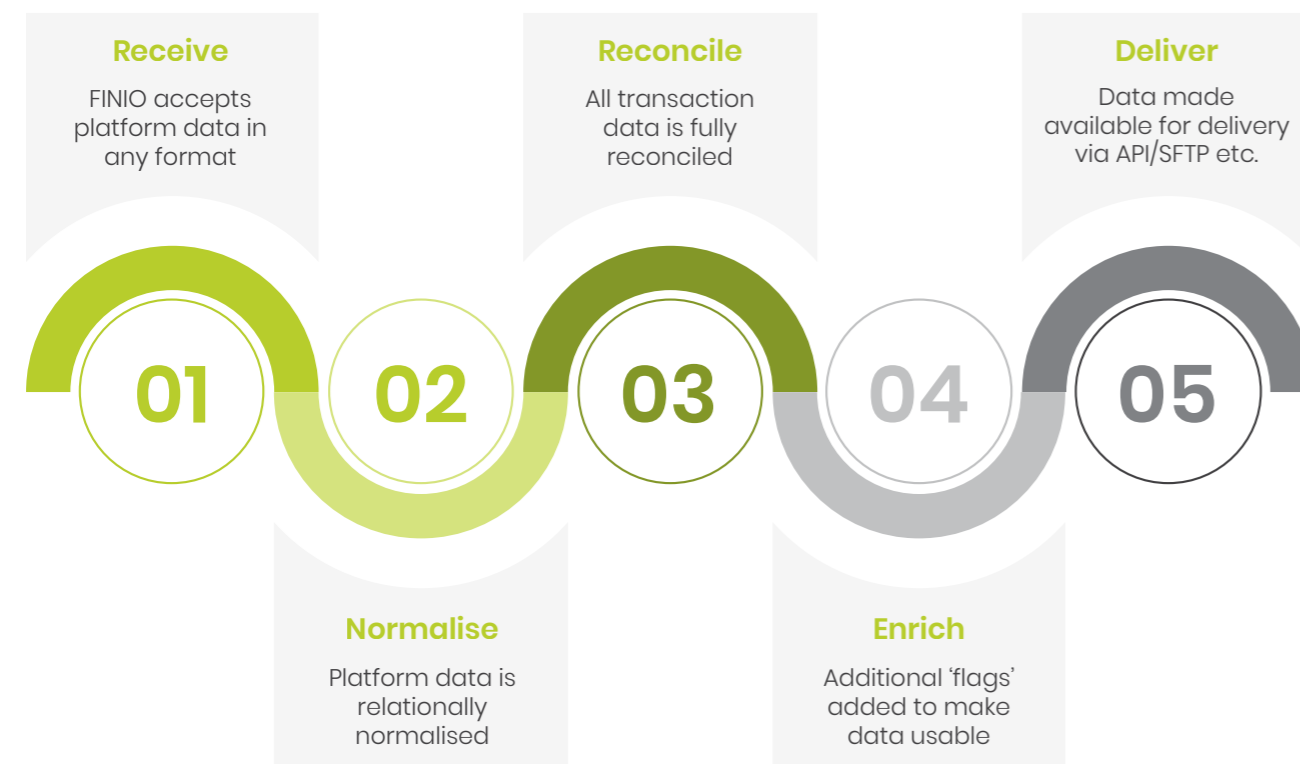 Receive
FINIO accepts
platform data in
any format
Reconcile
All transaction
data is fully
reconciled
Deliver
Data made
available for delivery
via API/SFTP etc.
01
02
03
04
05
Normalise
Platform data is
relationally
normalised
Enrich
Additional ‘flags’
added to make
data usable